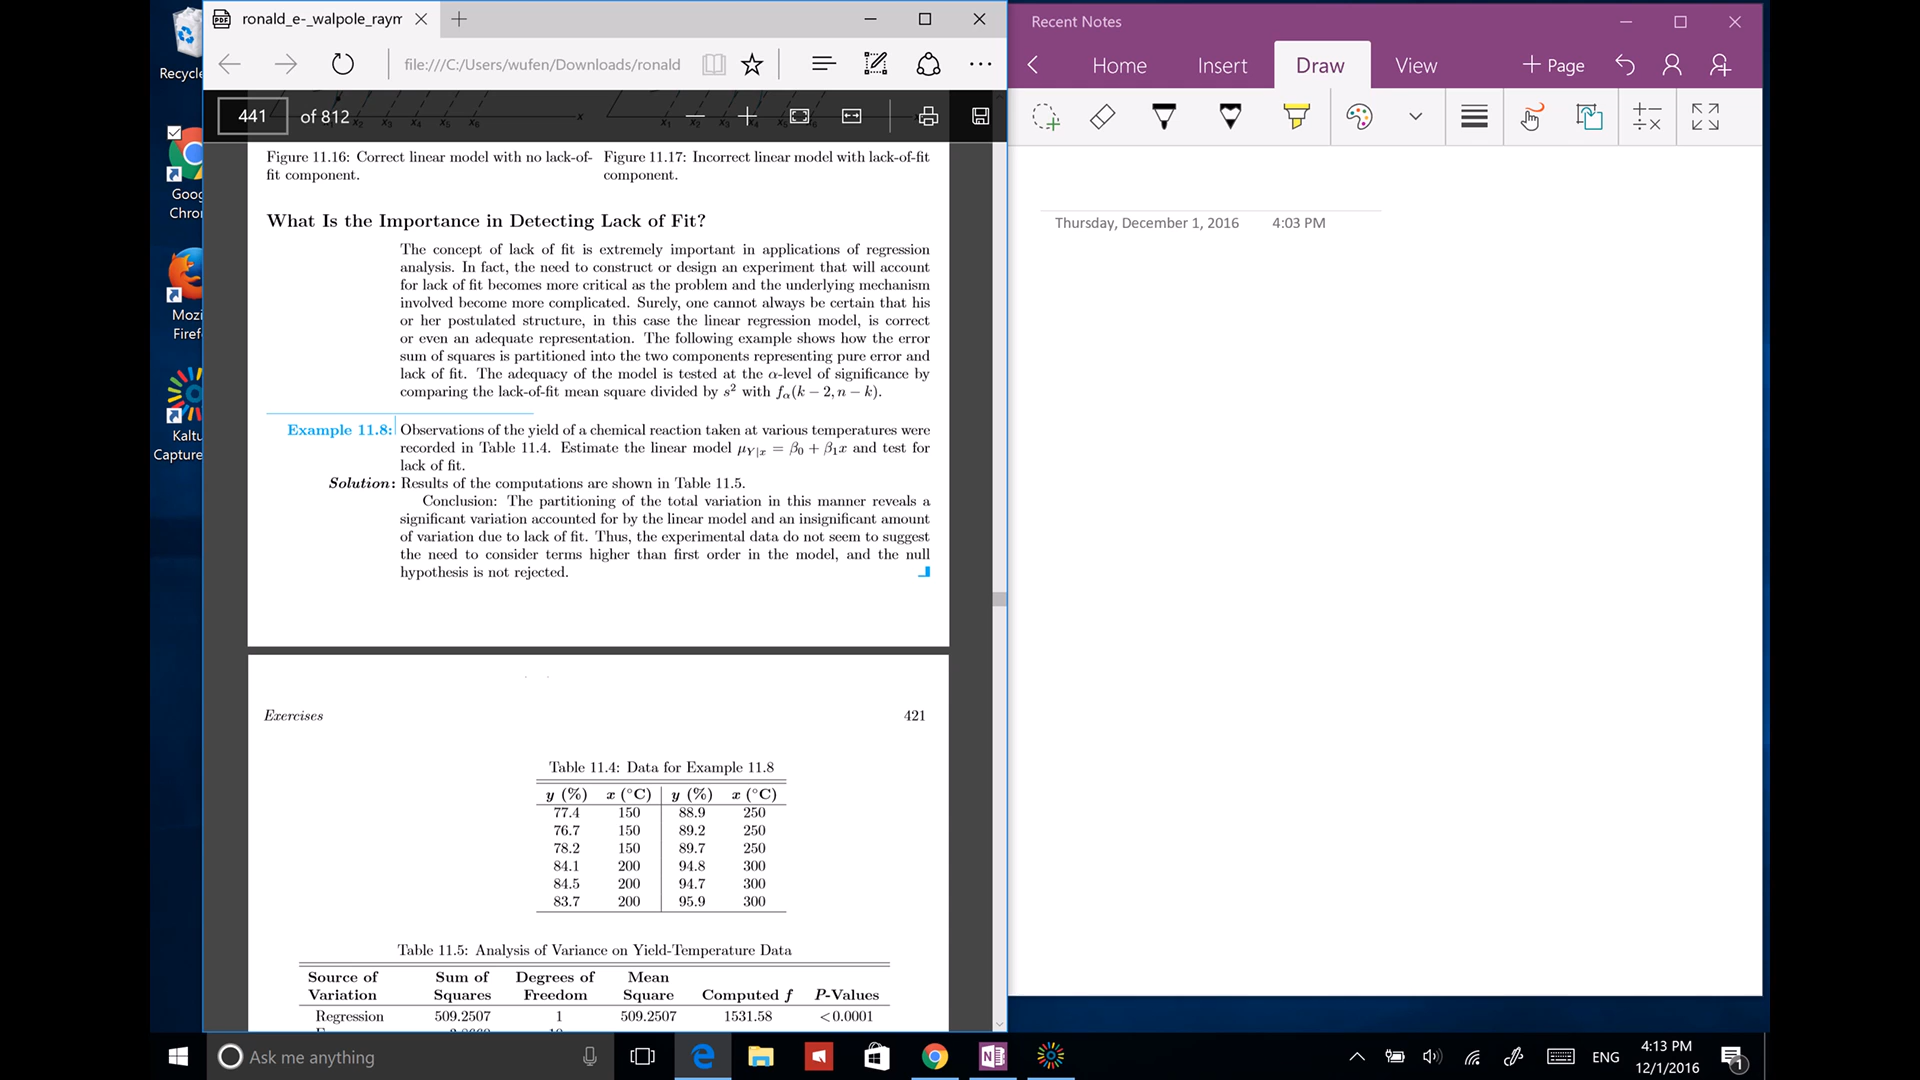 Recycle
Goog
Chrom
Mozi
Firef
Kaltu
Capture
ronald_e-_walpole_raym
file:///C:/Users/wufen/Downloads/ronald
441 of 812
x₂ x₃ x₄ x₅ x₆ x
x₁ x₂ x₃ x₄
Figure 11.16: Correct linear model with no lack-of-
fit component.
Figure 11.17: Incorrect linear model with lack-of-fit
component.
What Is the Importance in Detecting Lack of Fit?
The concept of lack of fit is extremely important in applications of regression
analysis. In fact, the need to construct or design an experiment that will account
for lack of fit becomes more critical as the problem and the underlying mechanism
involved become more complicated. Surely, one cannot always be certain that his
or her postulated structure, in this case the linear regression model, is correct
or even an adequate representation. The following example shows how the error
sum of squares is partitioned into the two components representing pure error and
lack of fit. The adequacy of the model is tested at the α-level of significance by
comparing the lack-of-fit mean square divided by s² with fα(k − 2, n − k).
Example 11.8: Observations of the yield of a chemical reaction taken at various temperatures were
recorded in Table 11.4. Estimate the linear model μY|x = β₀ + β₁x and test for
lack of fit.
Solution: Results of the computations are shown in Table 11.5.
Conclusion: The partitioning of the total variation in this manner reveals a
significant variation accounted for by the linear model and an insignificant amount
of variation due to lack of fit. Thus, the experimental data do not seem to suggest
the need to consider terms higher than first order in the model, and the null
hypothesis is not rejected.
Exercises 421
Table 11.4: Data for Example 11.8
y (%) x (°C) y (%) x (°C)
77.4 150 88.9 250
76.7 150 89.2 250
78.2 150 89.7 250
84.1 200 94.8 300
84.5 200 94.7 300
83.7 200 95.9 300
Table 11.5: Analysis of Variance on Yield-Temperature Data
Source of Sum of Degrees of Mean
Variation Squares Freedom Square Computed f P-Values
Regression 509.2507 1 509.2507 1531.58 <0.0001
Recent Notes
Home Insert Draw View + Page
Thursday, December 1, 2016 4:03 PM
Ask me anything
ENG
4:13 PM
12/1/2016
1